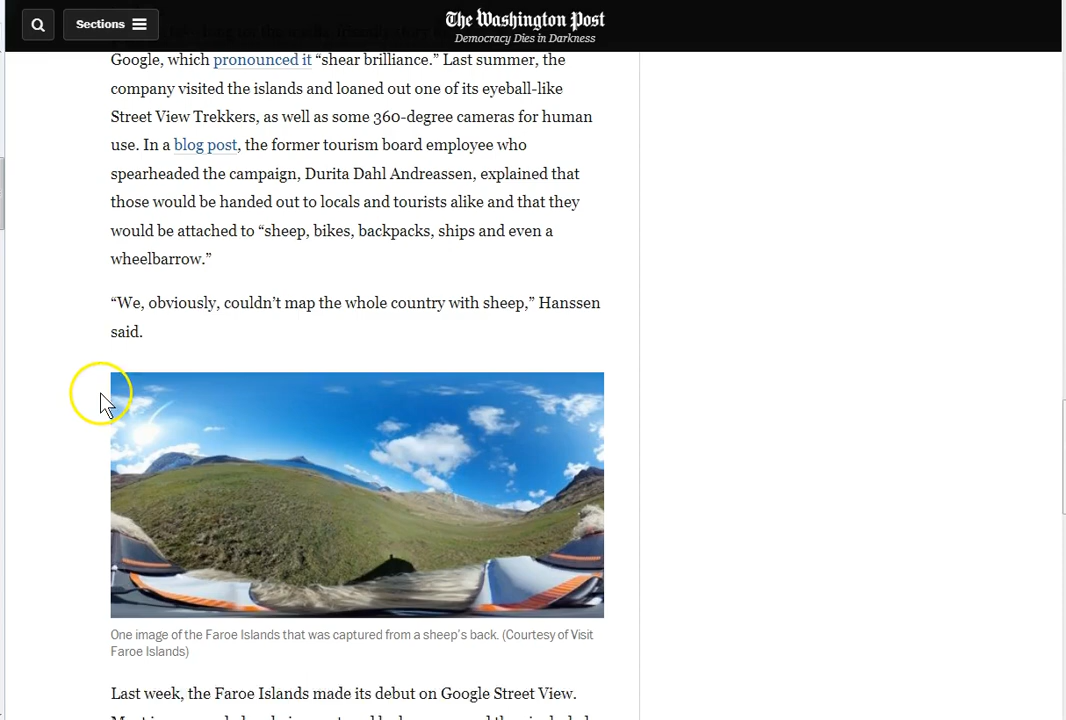 Sections
The Washington Post
Democracy Dies in Darkness
Google, which pronounced it “shear brilliance.” Last summer, the
company visited the islands and loaned out one of its eyeball-like
Street View Trekkers, as well as some 360-degree cameras for human
use. In a blog post, the former tourism board employee who
spearheaded the campaign, Durita Dahl Andreassen, explained that
those would be handed out to locals and tourists alike and that they
would be attached to “sheep, bikes, backpacks, ships and even a
wheelbarrow.”
“We, obviously, couldn’t map the whole country with sheep,” Hanssen
said.
One image of the Faroe Islands that was captured from a sheep’s back. (Courtesy of Visit
Faroe Islands)
Last week, the Faroe Islands made its debut on Google Street View.